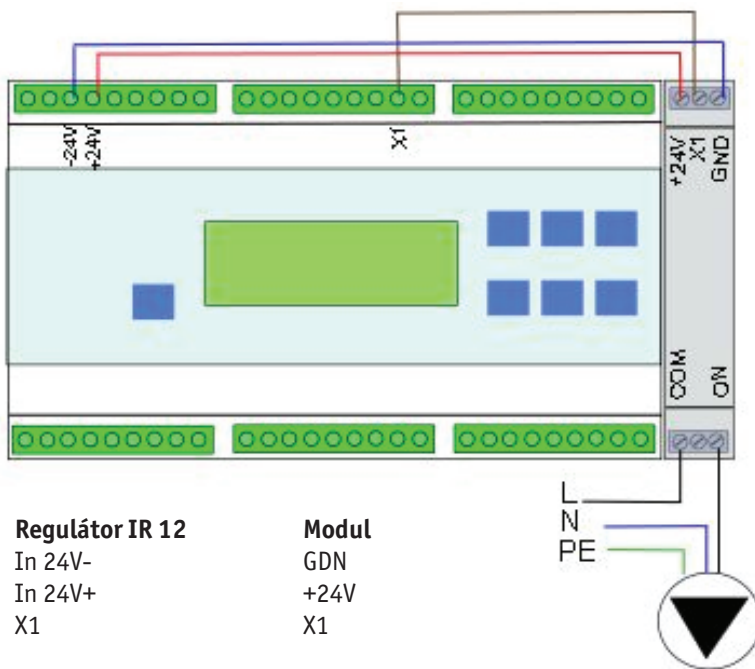 -24V
+24V
X1
+24V
X1
GND
COM
ON
L
N
PE
Regulátor IR 12 Modul
In 24V- GDN
In 24V+ +24V
X1 X1